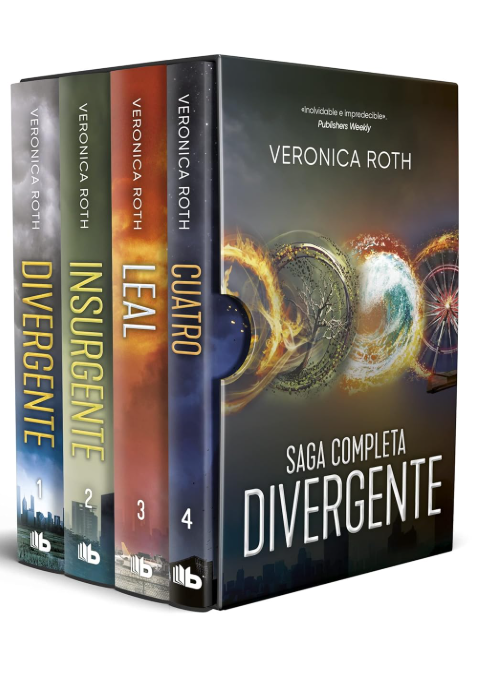 VERONICA ROTH
DIVERGENTE
1
b
VERONICA ROTH
INSURGENTE
2
b
VERONICA ROTH
LEAL
3
b
VERONICA ROTH
CUATRO
4
b
«Inolvidable e impredecible».
Publishers Weekly
VERONICA ROTH
SAGA COMPLETA
DIVERGENTE